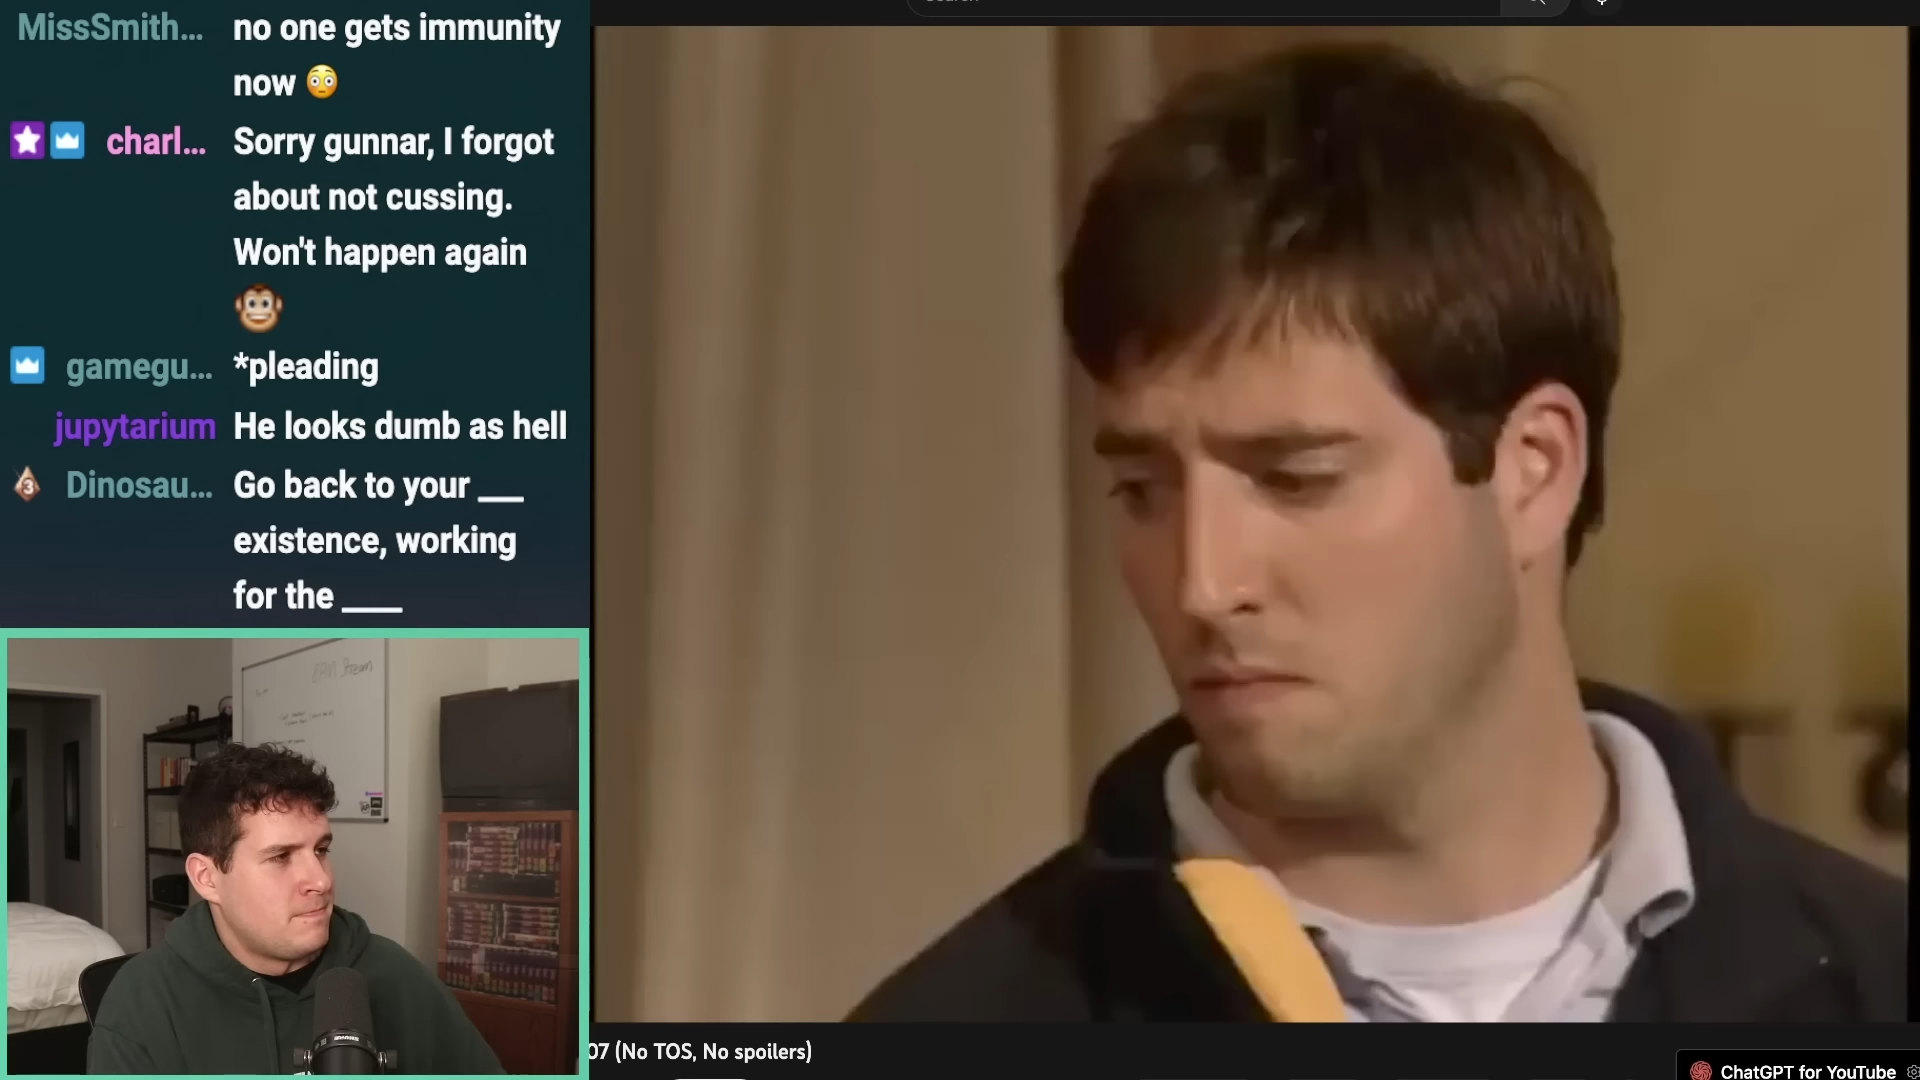 MissSmith... no one gets immunity
now 😳
charl... Sorry gunnar, I forgot
about not cussing.
Won't happen again
🐵
gamegu... *pleading
jupytarium He looks dumb as hell
3 Dinosau... Go back to your ___
existence, working
for the ____
07 (No TOS, No spoilers)
ChatGPT for YouTube